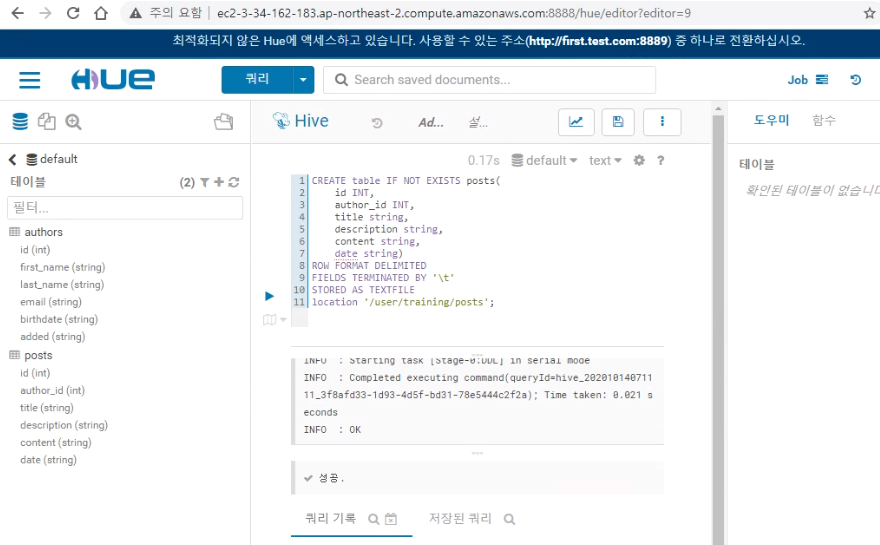 주의 요함 | ec2-3-34-162-183.ap-northeast-2.compute.amazonaws.com:8888/hue/editor?editor=9
최적화되지 않은 Hue에 액세스하고 있습니다. 사용할 수 있는 주소(http://first.test.com:8889) 중 하나로 전환하십시오.
HUE 쿼리 Search saved documents... Job
Hive Ad... 설... 도우미 함수
default 0.17s default text ?
테이블 (2) 테이블
필터... 확인된 테이블이 없습니다
authors
id (int)
first_name (string)
last_name (string)
email (string)
birthdate (string)
added (string)
posts
id (int)
author_id (int)
title (string)
description (string)
content (string)
date (string)
1 CREATE table IF NOT EXISTS posts(
2 id INT,
3 author_id INT,
4 title string,
5 description string,
6 content string,
7 date string)
8 ROW FORMAT DELIMITED
9 FIELDS TERMINATED BY '\t'
10 STORED AS TEXTFILE
11 location '/user/training/posts';
INFO : Starting task [Stage-0:DDL] in serial mode
INFO : Completed executing command(queryId=hive_202010140711
11_3f8afd33-1d93-4d5f-bd31-78e5444c2f2a); Time taken: 0.021 s
econds
INFO : OK
성공.
쿼리 기록 저장된 쿼리